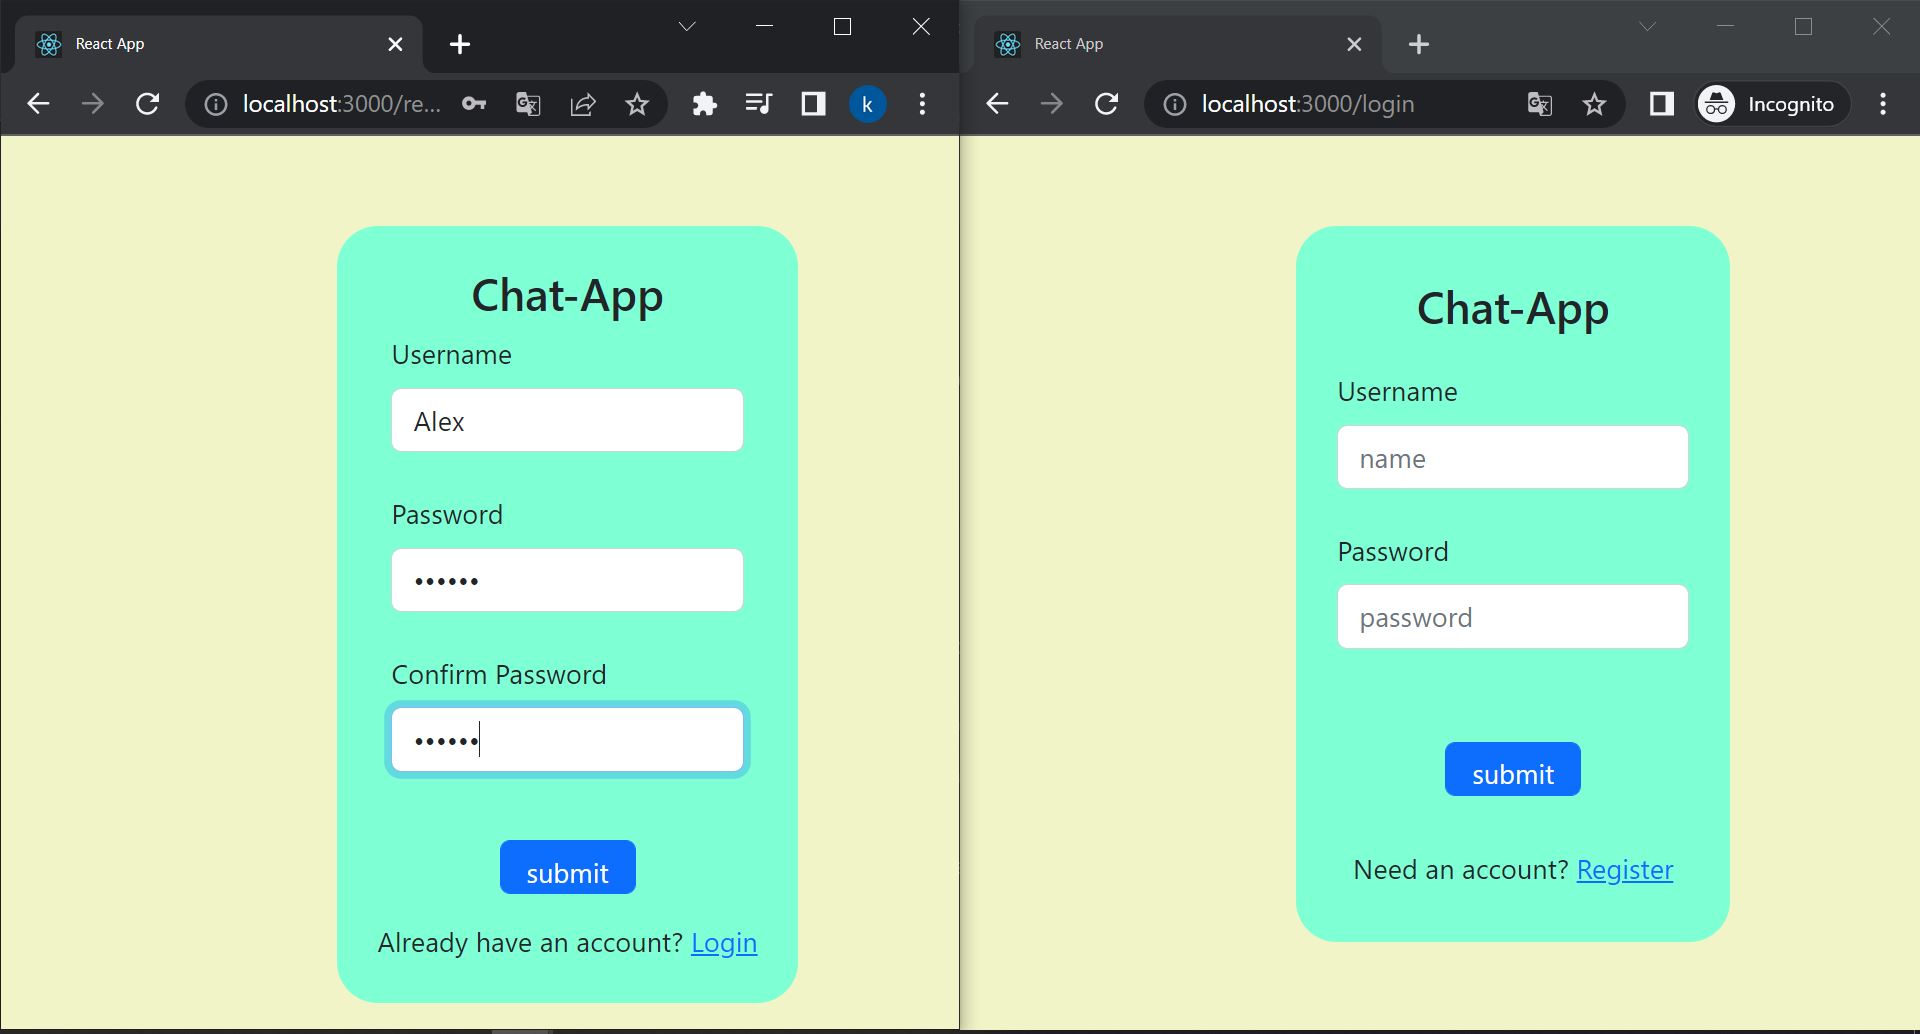 React App
localhost:3000/re...
k
Chat-App
Username
Alex
Password
••••••
Confirm Password
••••••
submit
Already have an account? Login
React App
localhost:3000/login
Incognito
Chat-App
Username
name
Password
password
submit
Need an account? Register